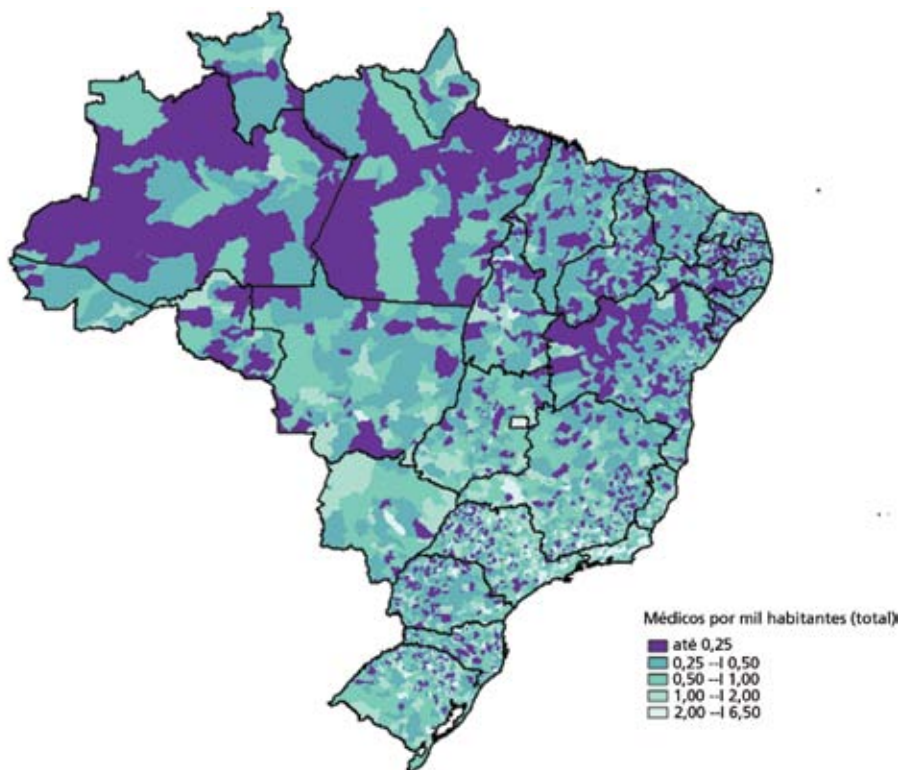 Médicos por mil habitantes (total)
até 0,25
0,25 --l 0,50
0,50 --l 1,00
1,00 --l 2,00
2,00 --l 6,50